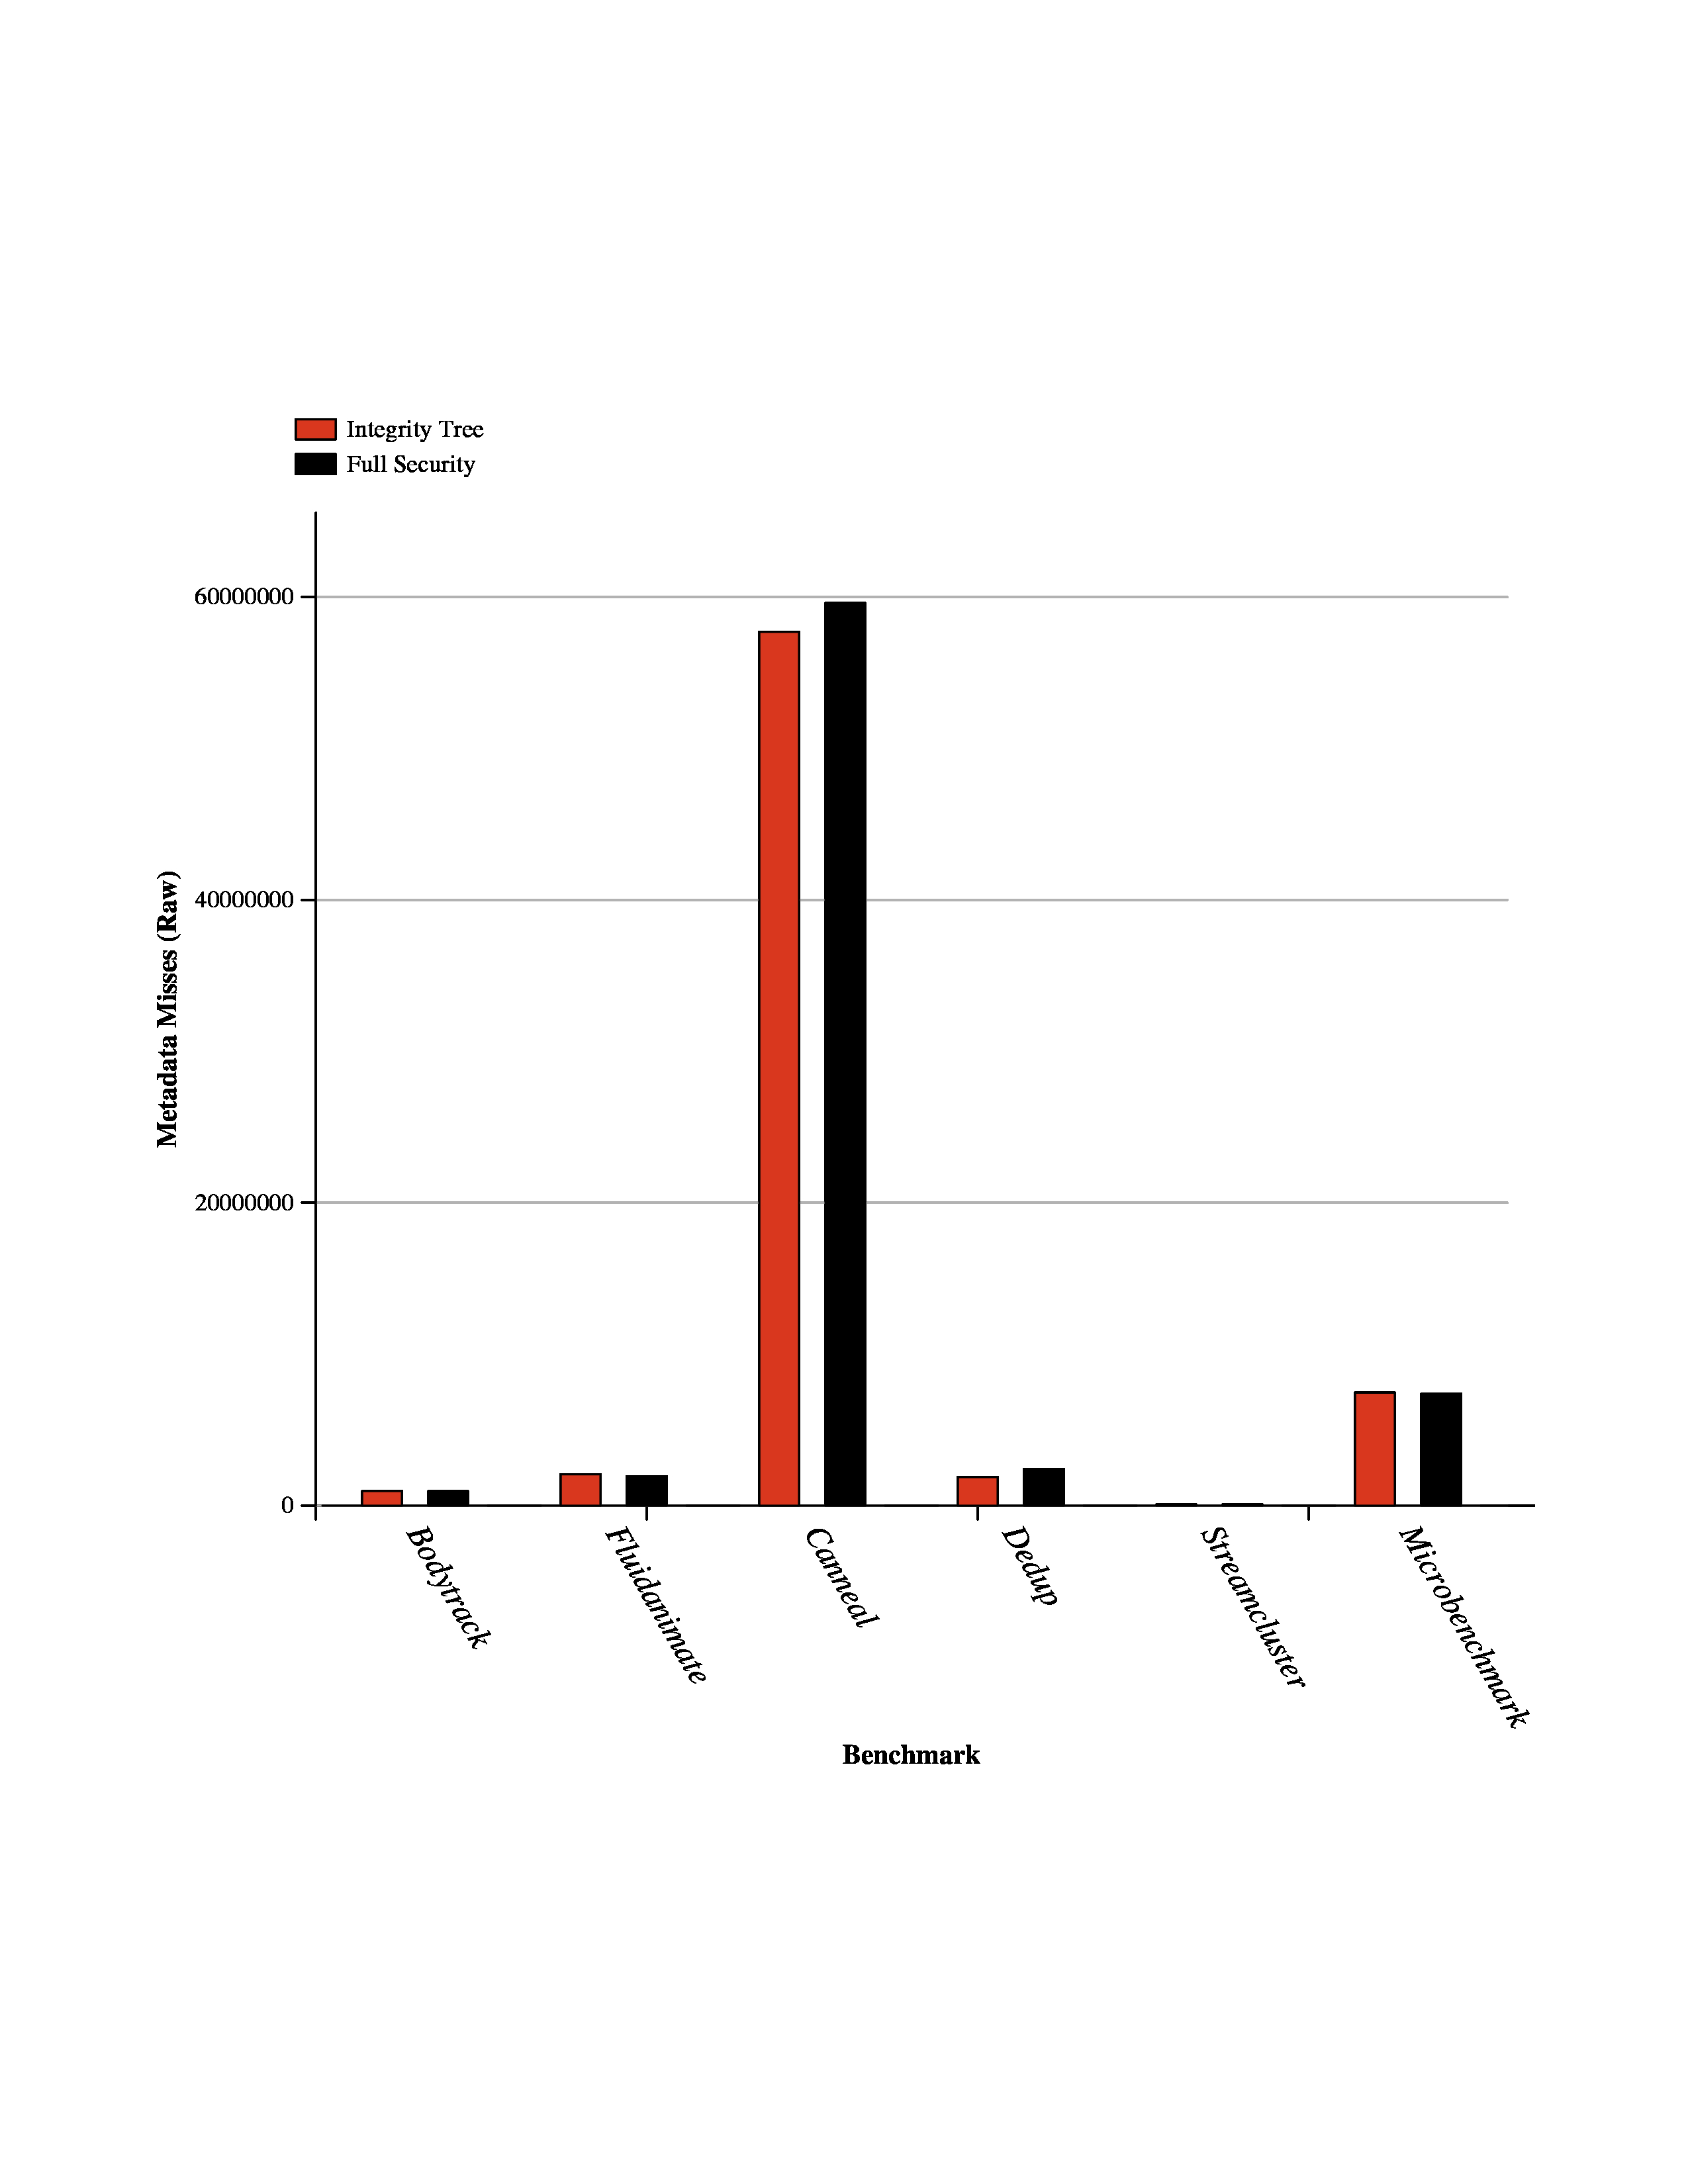 Integrity Tree
Full Security
60000000
40000000
20000000
0
Metadata Misses (Raw)
Bodytrack
Fluidanimate
Canneal
Dedup
Streamcluster
Microbenchmark
Benchmark